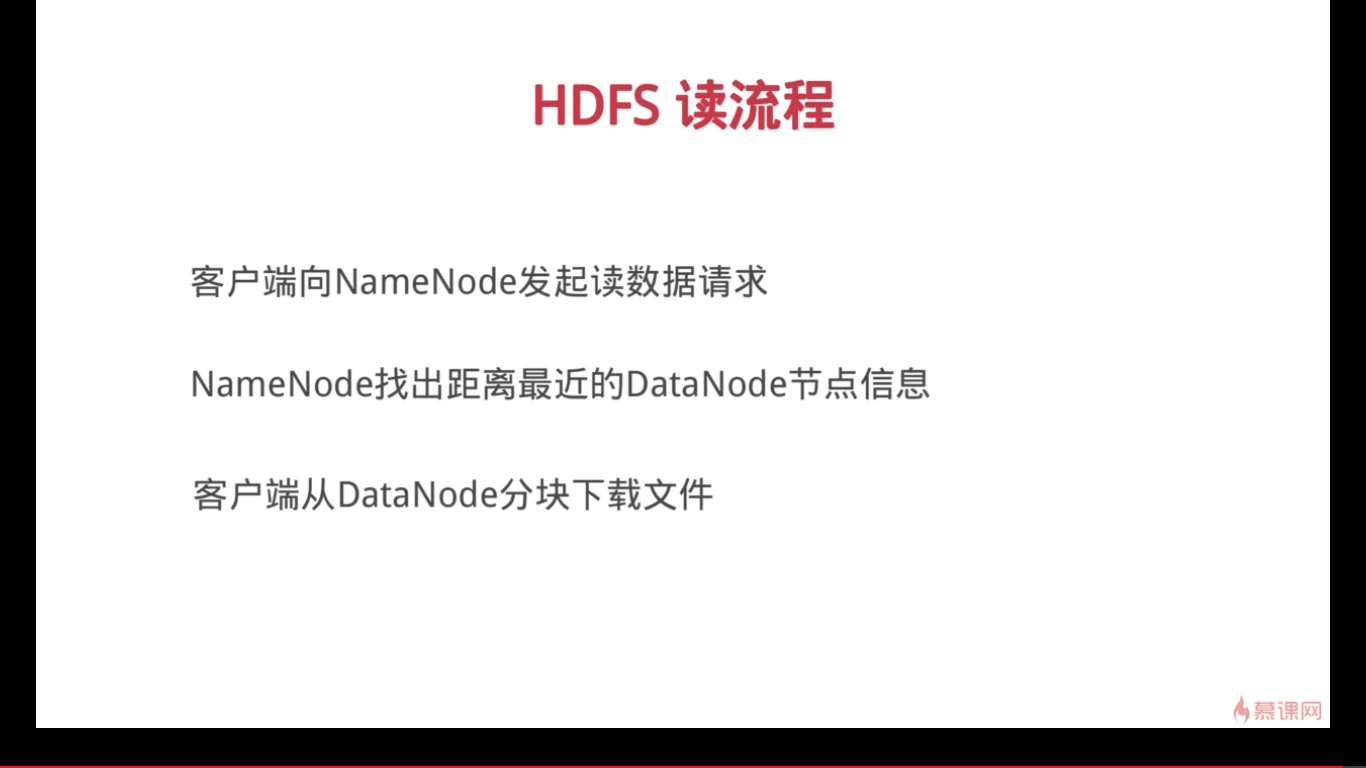 HDFS 读流程
客户端向NameNode发起读数据请求
NameNode找出距离最近的DataNode节点信息
客户端从DataNode分块下载文件
慕课网